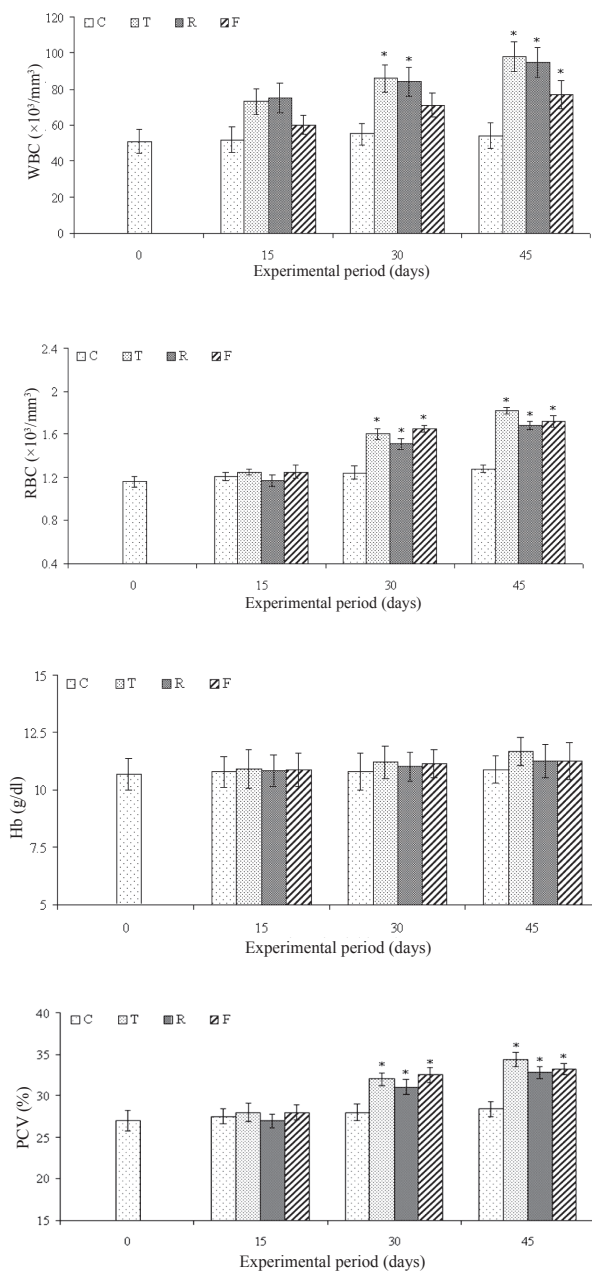 120
C T R F
100
80
60
40
20
0
WBC (×10³/mm³)
* * * * *
0 15 30 45
Experimental period (days)
2.4
C T R F
2
1.6
1.2
0.8
0.4
RBC (×10³/mm³)
* * * * * *
0 15 30 45
Experimental period (days)
15
C T R F
12.5
10
7.5
5
Hb (g/dl)
0 15 30 45
Experimental period (days)
40
C T R F
35
30
25
20
15
PCV (%)
* * * * * *
0 15 30 45
Experimental period (days)